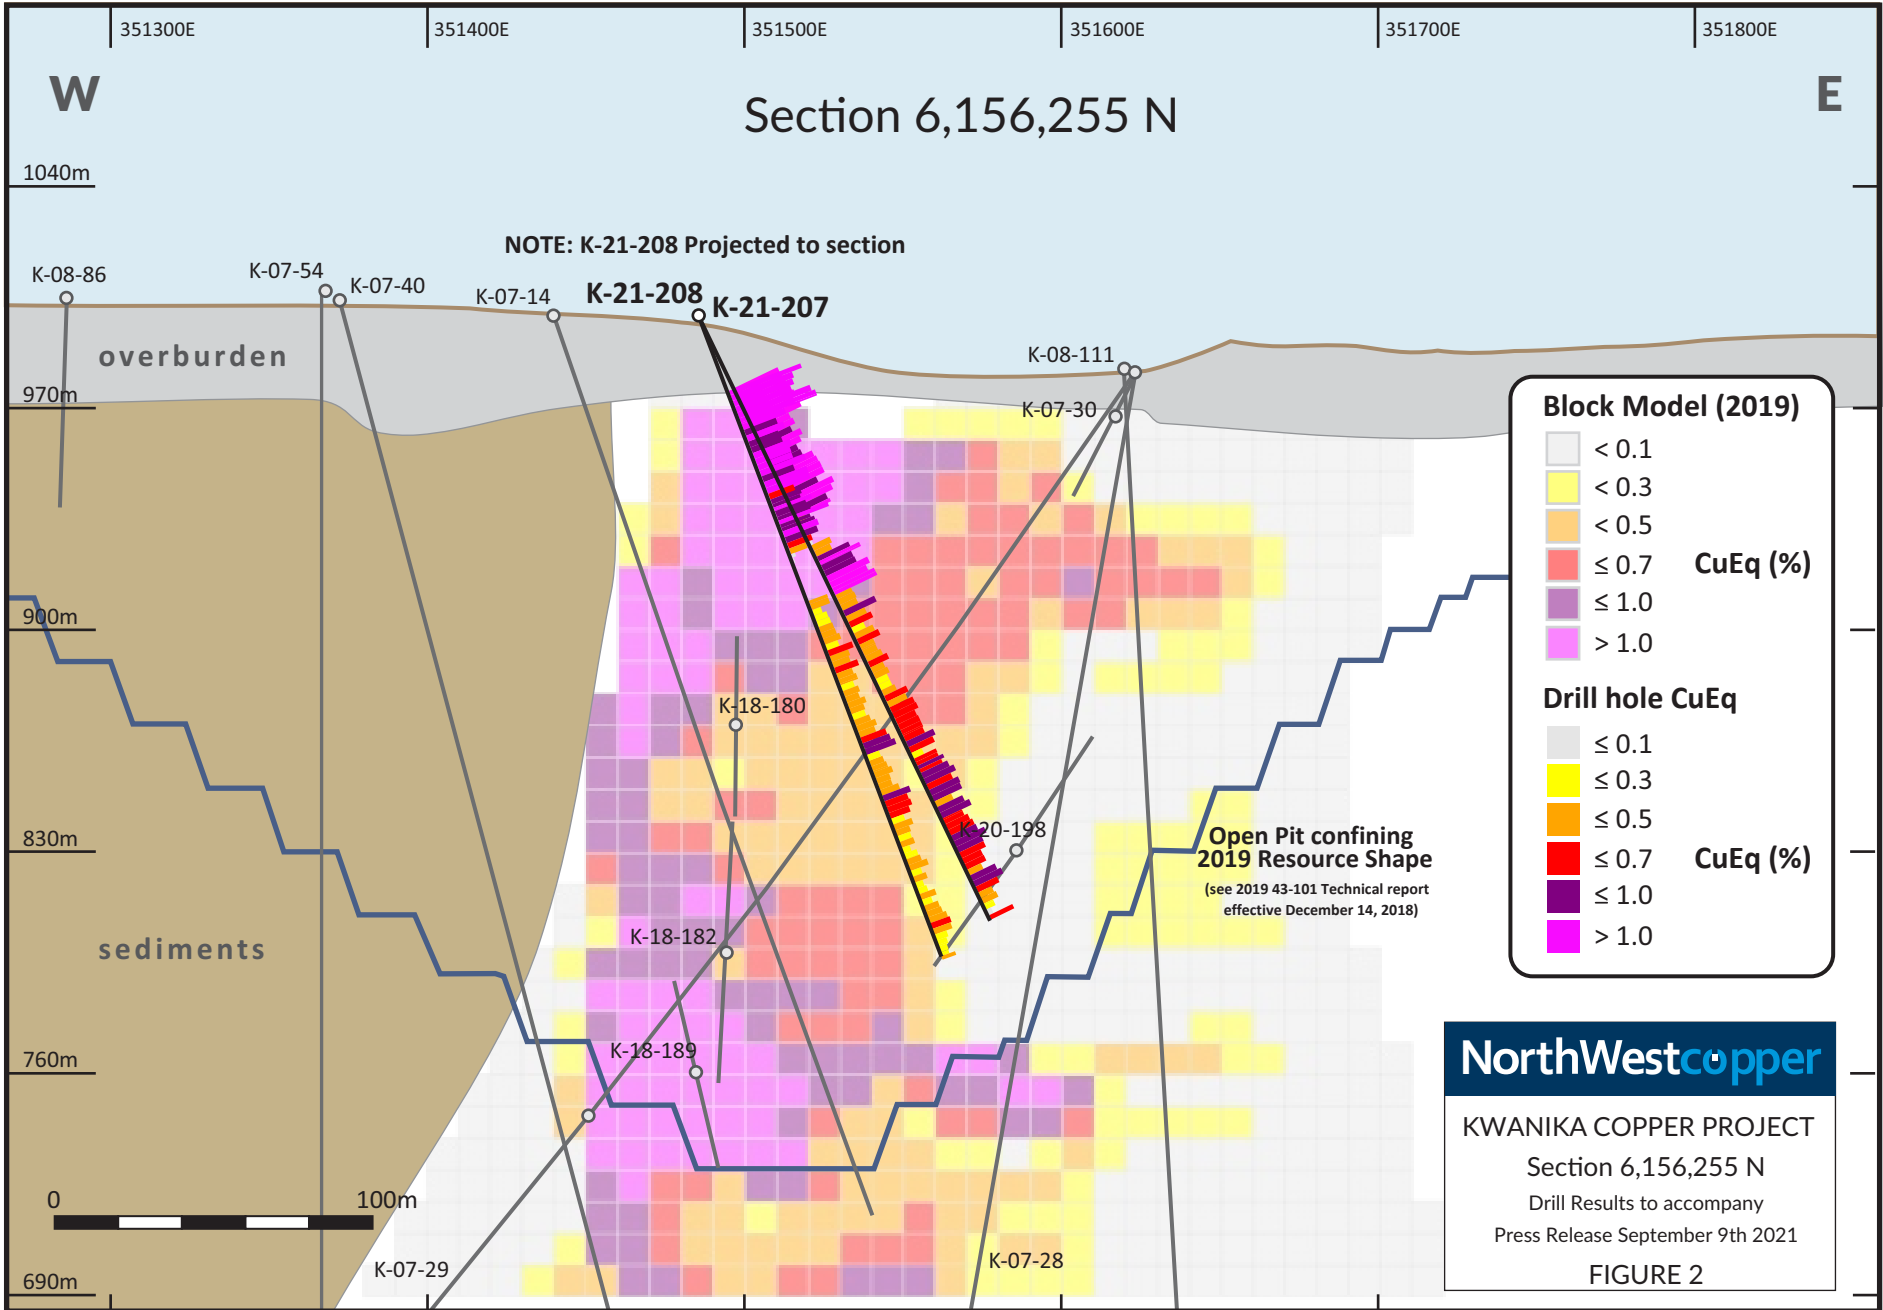 351300E
351400E
351500E
351600E
351700E
351800E
W
E
Section 6,156,255 N
1040m
NOTE: K-21-208 Projected to section
K-08-86
K-07-54
K-07-40
K-07-14
K-21-208
K-21-207
overburden
K-08-111
970m
K-07-30
900m
K-18-180
830m
K-20-198
Open Pit confining
2019 Resource Shape
(see 2019 43-101 Technical report
effective December 14, 2018)
sediments
K-18-182
K-18-189
760m
0
100m
K-07-29
K-07-28
690m
Block Model (2019)
< 0.1
< 0.3
< 0.5
≤ 0.7
CuEq (%)
≤ 1.0
> 1.0
Drill hole CuEq
≤ 0.1
≤ 0.3
≤ 0.5
≤ 0.7
CuEq (%)
≤ 1.0
> 1.0
NorthWestcopper
KWANIKA COPPER PROJECT
Section 6,156,255 N
Drill Results to accompany
Press Release September 9th 2021
FIGURE 2